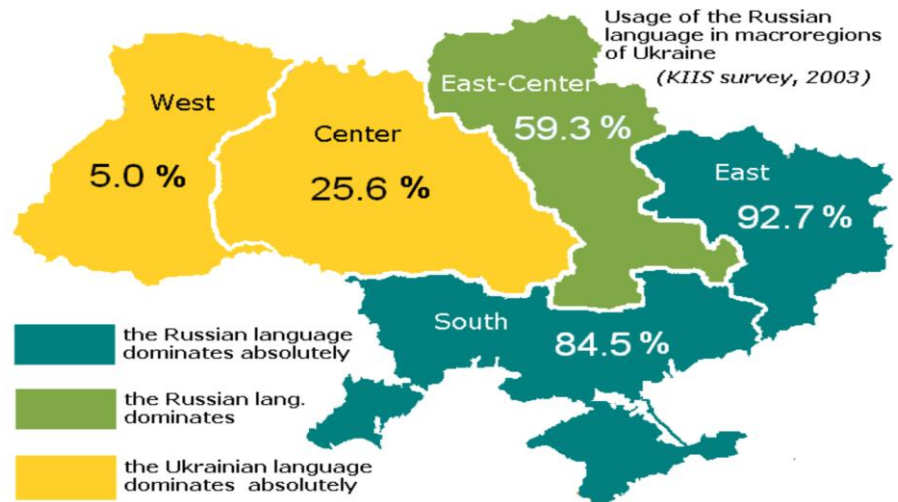 Usage of the Russian
language in macroregions
of Ukraine
(KIIS survey, 2003)
West
5.0 %
Center
25.6 %
East-Center
59.3 %
East
92.7 %
South
84.5 %
the Russian language
dominates absolutely
the Russian lang.
dominates
the Ukrainian language
dominates absolutely